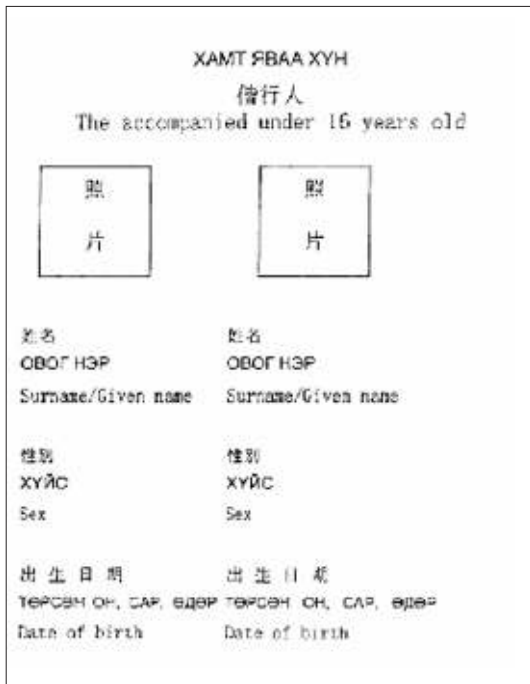 ХАМТ ЯВАА ХҮН
偕行人
The accompanied under 16 years old
照 照
片 片
姓名 姓名
ОВОГ НЭР ОВОГ НЭР
Surname/Given name Surname/Given name
性别 性别
ХҮЙС ХҮЙС
Sex Sex
出生日期 出生日期
ТӨРСӨН ОН, САР, ӨДӨР ТӨРСӨН ОН, САР, ӨДӨР
Date of birth Date of birth